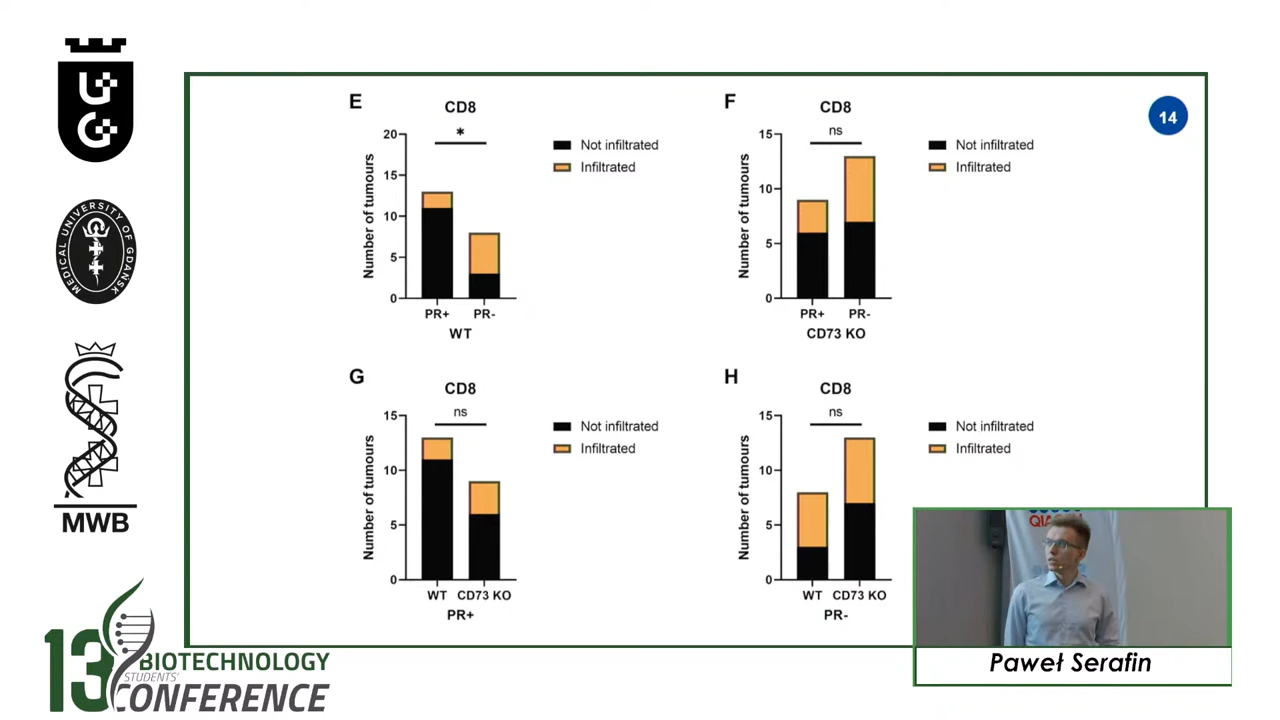 UG
MEDICAL UNIVERSITY OF GDANSK
MWB
13
BIOTECHNOLOGY
STUDENTS'
CONFERENCE
14
E
CD8
*
20
15
10
5
0
Number of tumours
PR+ PR-
WT
Not infiltrated
Infiltrated
F
CD8
ns
15
10
5
0
Number of tumours
PR+ PR-
CD73 KO
Not infiltrated
Infiltrated
G
CD8
ns
15
10
5
0
Number of tumours
WT CD73 KO
PR+
Not infiltrated
Infiltrated
H
CD8
ns
15
10
5
0
Number of tumours
WT CD73 KO
PR-
Not infiltrated
Infiltrated
Paweł Serafin